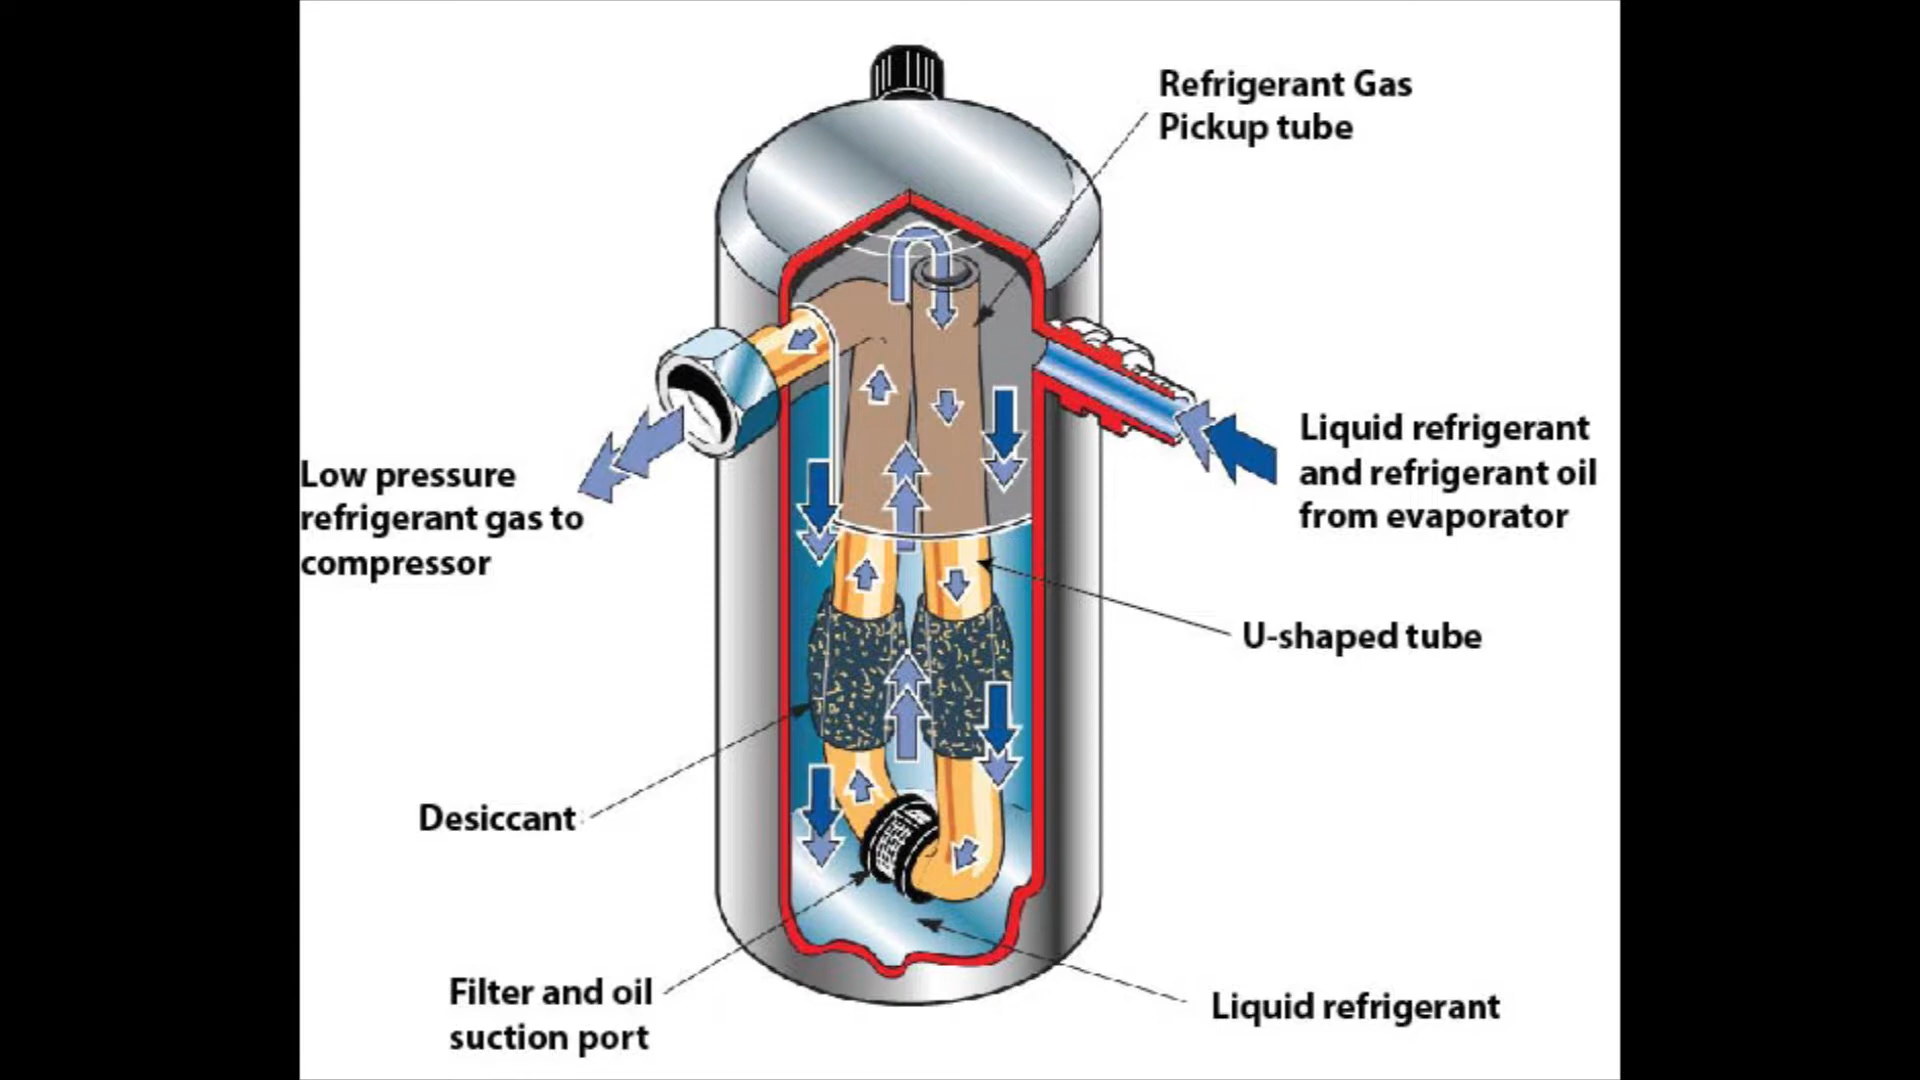 Refrigerant Gas
Pickup tube
Liquid refrigerant
and refrigerant oil
from evaporator
Low pressure
refrigerant gas to
compressor
U-shaped tube
Desiccant
Filter and oil
suction port
Liquid refrigerant